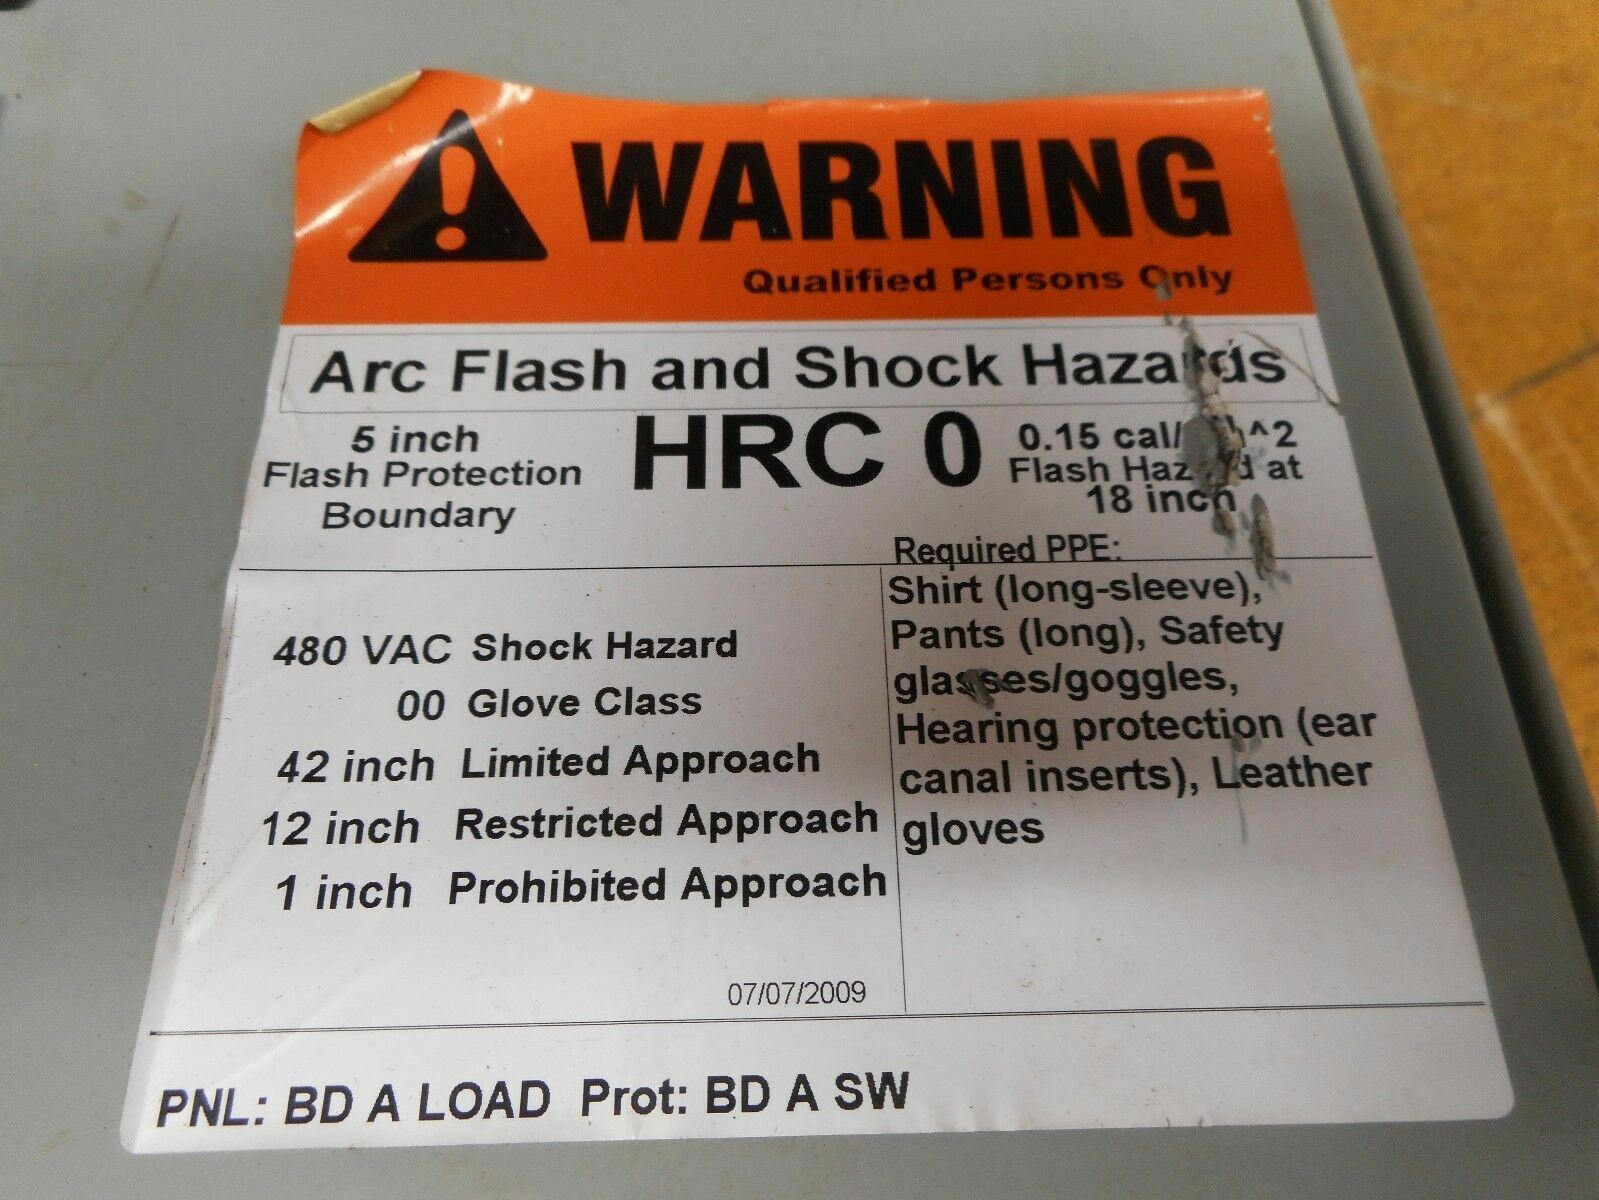 WARNING
Qualified Persons Only
Arc Flash and Shock Hazards
5 inch
Flash Protection
Boundary
HRC 0
0.15
Flash Hazard at
18 inch
Required PPE:
480 VAC Shock Hazard
00 Glove Class
42 inch Limited Approach
12 inch Restricted Approach
1 inch Prohibited Approach
07/07/2009
Shirt (long-sleeve),
Pants (long), Safety
glasses/goggles,
Hearing protection (ear
canal inserts), Leather
gloves
PNL: BD A LOAD Prot: BD A SW